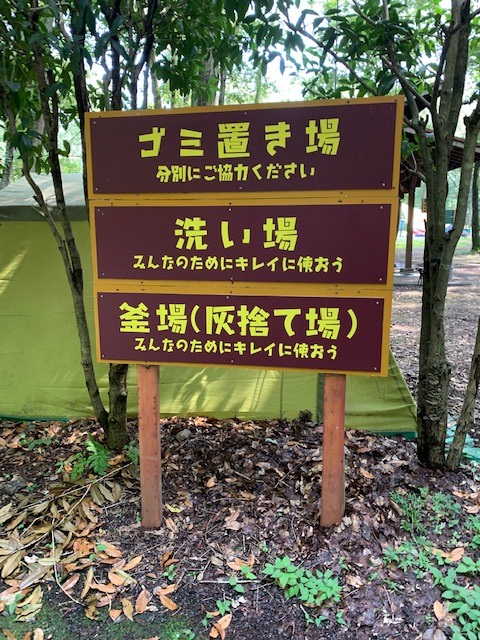 ゴミ置き場
分別にご協力ください
洗い場
みんなのためにキレイに使おう
釜場(灰捨て場)
みんなのためにキレイに使おう